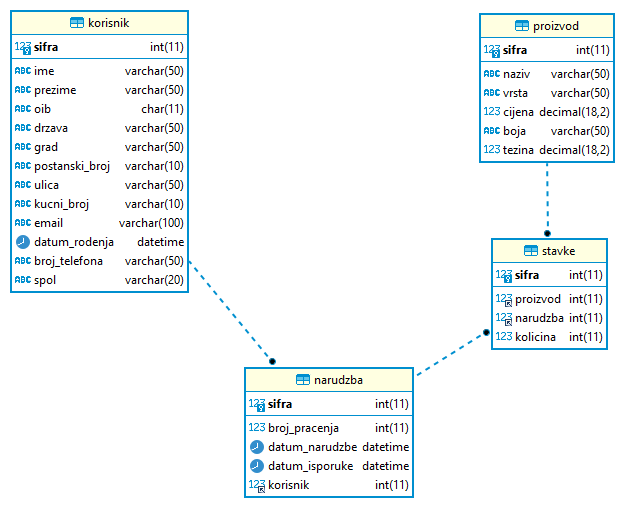 korisnik
123 sifra int(11)
ABC ime varchar(50)
ABC prezime varchar(50)
ABC oib char(11)
ABC drzava varchar(50)
ABC grad varchar(50)
ABC postanski_broj varchar(10)
ABC ulica varchar(50)
ABC kucni_broj varchar(10)
ABC email varchar(100)
datum_rodenja datetime
ABC broj_telefona varchar(50)
ABC spol varchar(20)
proizvod
123 sifra int(11)
ABC naziv varchar(50)
ABC vrsta varchar(50)
123 cijena decimal(18,2)
ABC boja varchar(50)
123 tezina decimal(18,2)
stavke
123 sifra int(11)
123 proizvod int(11)
123 narudzba int(11)
123 kolicina int(11)
narudzba
123 sifra int(11)
123 broj_pracenja int(11)
datum_narudzbe datetime
datum_isporuke datetime
123 korisnik int(11)